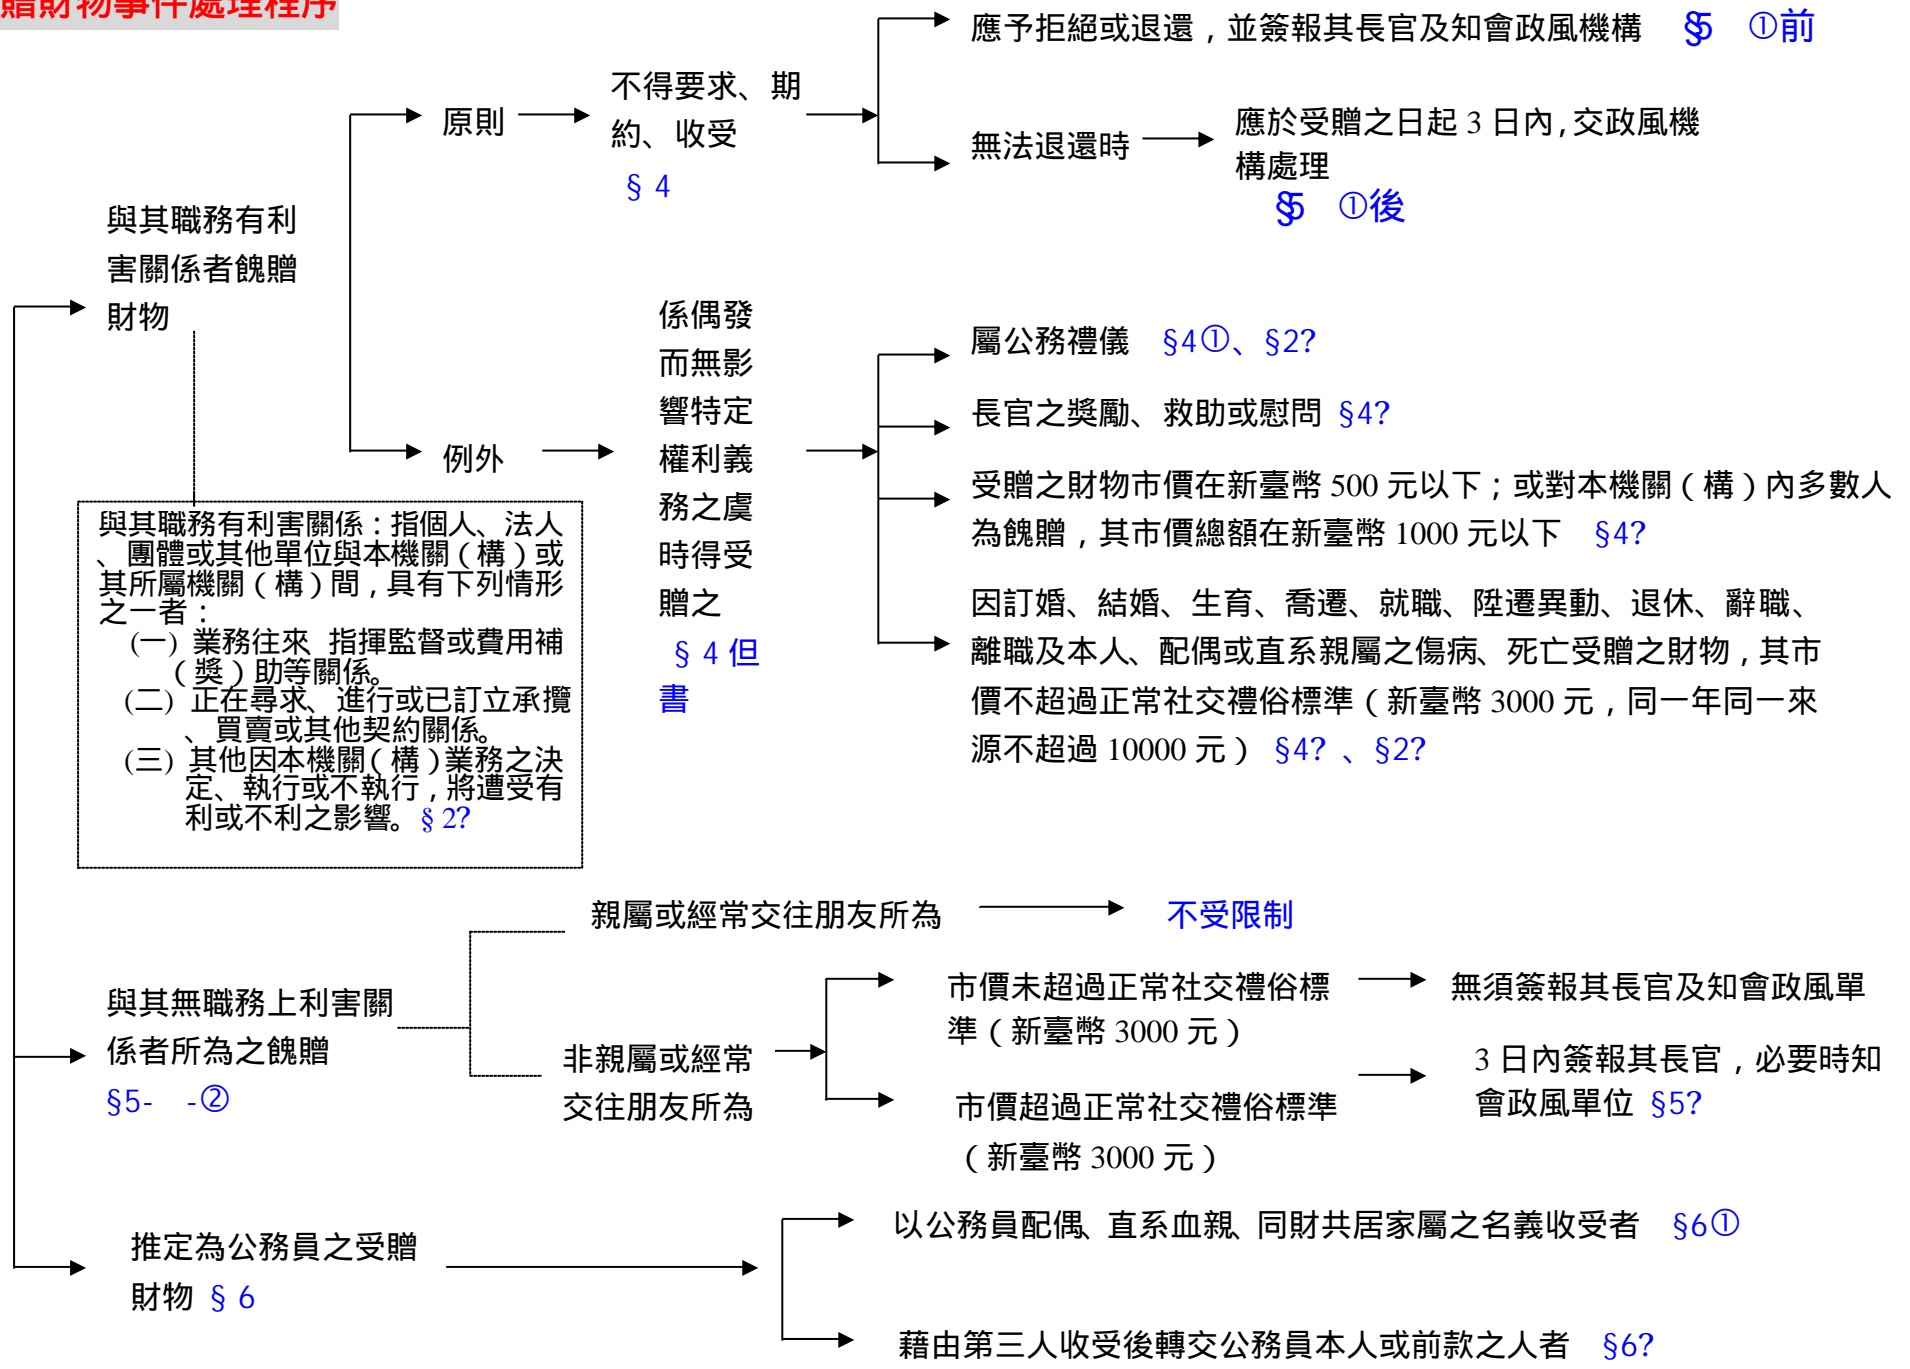 贈財物事件處理程序
應予拒絕或退還，並簽報其長官及知會政風機構 §5 ①前
原則
不得要求、期
約、收受
§ 4
無法退還時
應於受贈之日起 3 日內，交政風機
構處理
§5 ①後
與其職務有利
害關係者餽贈
財物
例外
係偶發
而無影
響特定
權利義
務之虞
時得受
贈之
§ 4 但
書
屬公務禮儀 §4①、§2?
長官之獎勵、救助或慰問 §4?
受贈之財物市價在新臺幣 500 元以下；或對本機關（構）內多數人
為餽贈，其市價總額在新臺幣 1000 元以下 §4?
因訂婚、結婚、生育、喬遷、就職、陞遷異動、退休、辭職、
離職及本人、配偶或直系親屬之傷病、死亡受贈之財物，其市
價不超過正常社交禮俗標準（新臺幣 3000 元，同一年同一來
源不超過 10000 元） §4? 、§2?
與其職務有利害關係：指個人、法人
、團體或其他單位與本機關（構）或
其所屬機關（構）間，具有下列情形
之一者：
(一) 業務往來、指揮監督或費用補
（獎）助等關係。
(二) 正在尋求、進行或已訂立承攬
、買賣或其他契約關係。
(三) 其他因本機關（構）業務之決
定、執行或不執行，將遭受有
利或不利之影響。§ 2?
親屬或經常交往朋友所為
不受限制
與其無職務上利害關
係者所為之餽贈
§5- -②
非親屬或經常
交往朋友所為
市價未超過正常社交禮俗標
準（新臺幣 3000 元）
無須簽報其長官及知會政風單
市價超過正常社交禮俗標準
（新臺幣 3000 元）
3 日內簽報其長官，必要時知
會政風單位 §5?
推定為公務員之受贈
財物 § 6
以公務員配偶、直系血親、同財共居家屬之名義收受者 §6①
藉由第三人收受後轉交公務員本人或前款之人者 §6?